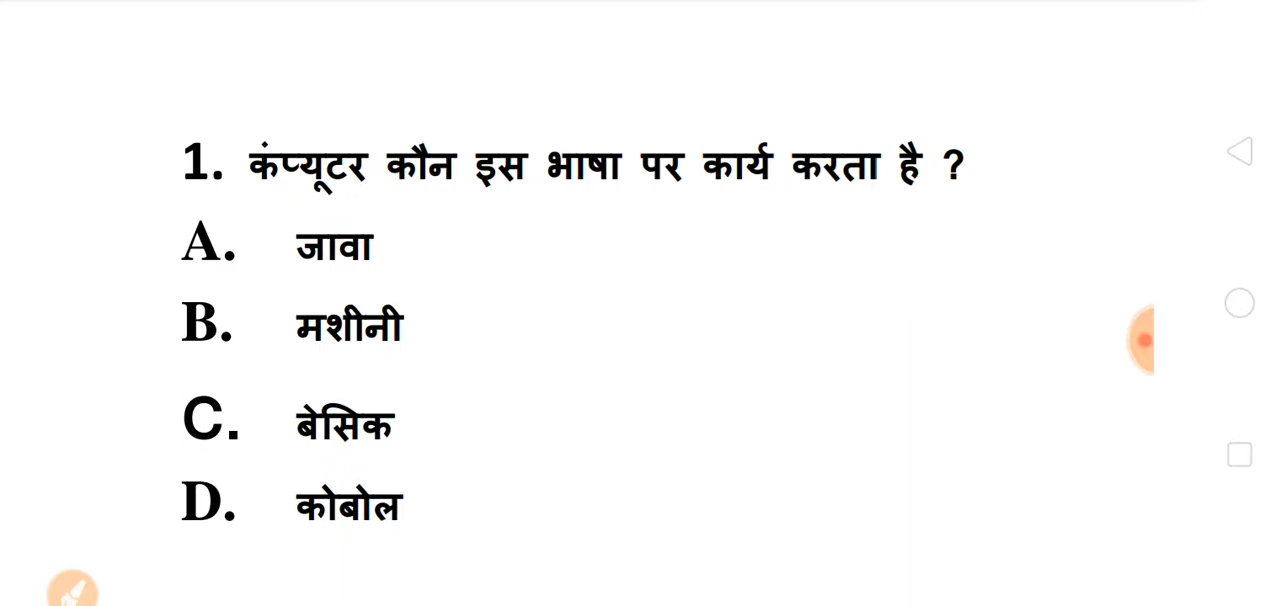 1. कंप्यूटर कौन इस भाषा पर कार्य करता है ?
A. जावा
B. मशीनी
C. बेसिक
D. कोबोल